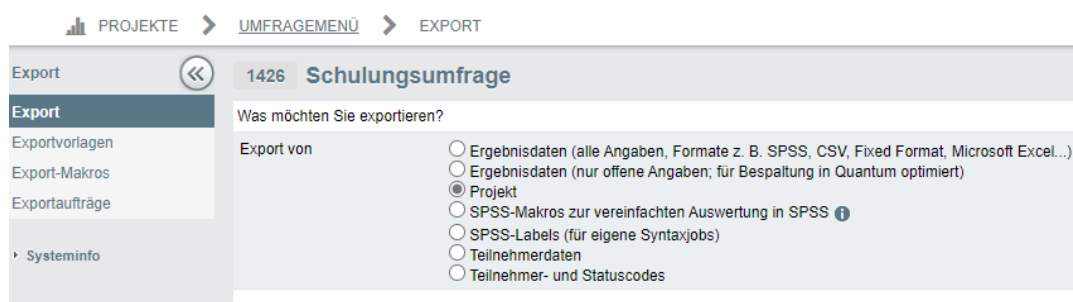 PROJEKTE UMFRAGEMENÜ EXPORT
Export
1426 Schulungsumfrage
Export
Exportvorlagen
Export-Makros
Exportaufträge
Systeminfo
Was möchten Sie exportieren?
Export von
Ergebnisdaten (alle Angaben, Formate z. B. SPSS, CSV, Fixed Format, Microsoft Excel...)
Ergebnisdaten (nur offene Angaben; für Bespaltung in Quantum optimiert)
Projekt
SPSS-Makros zur vereinfachten Auswertung in SPSS
SPSS-Labels (für eigene Syntaxjobs)
Teilnehmerdaten
Teilnehmer- und Statuscodes